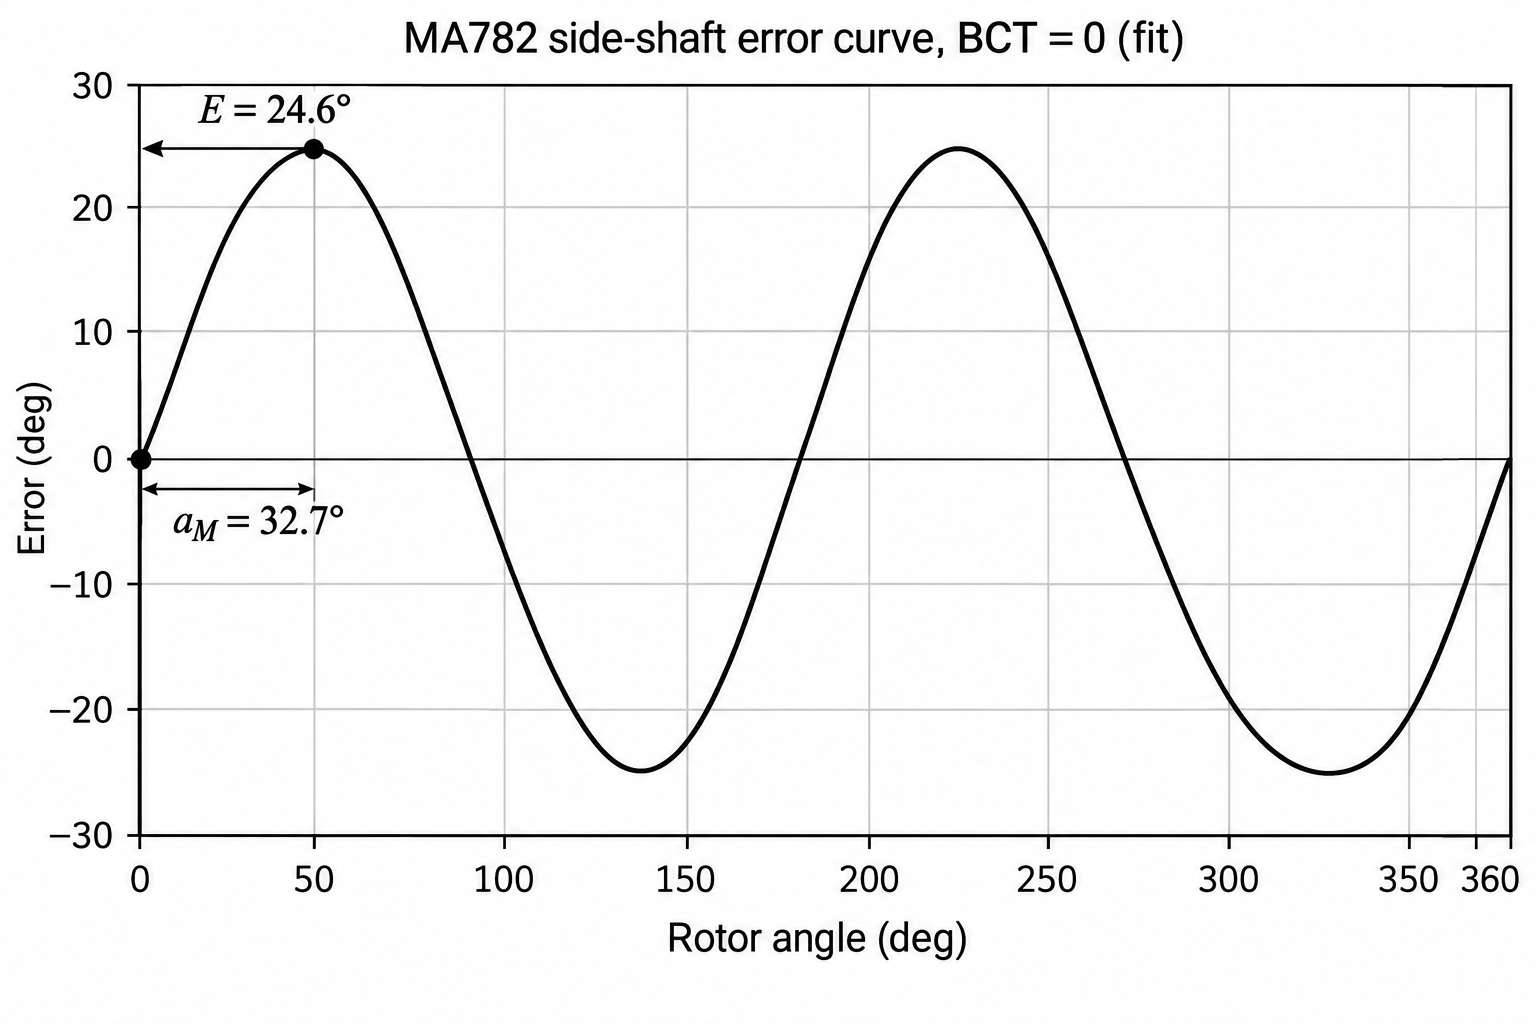 MA782 side-shaft error curve, BCT = 0 (fit)
30
E = 24.6°
20
10
0
a_M = 32.7°
−10
−20
−30
Error (deg)
0 50 100 150 200 250 300 350 360
Rotor angle (deg)